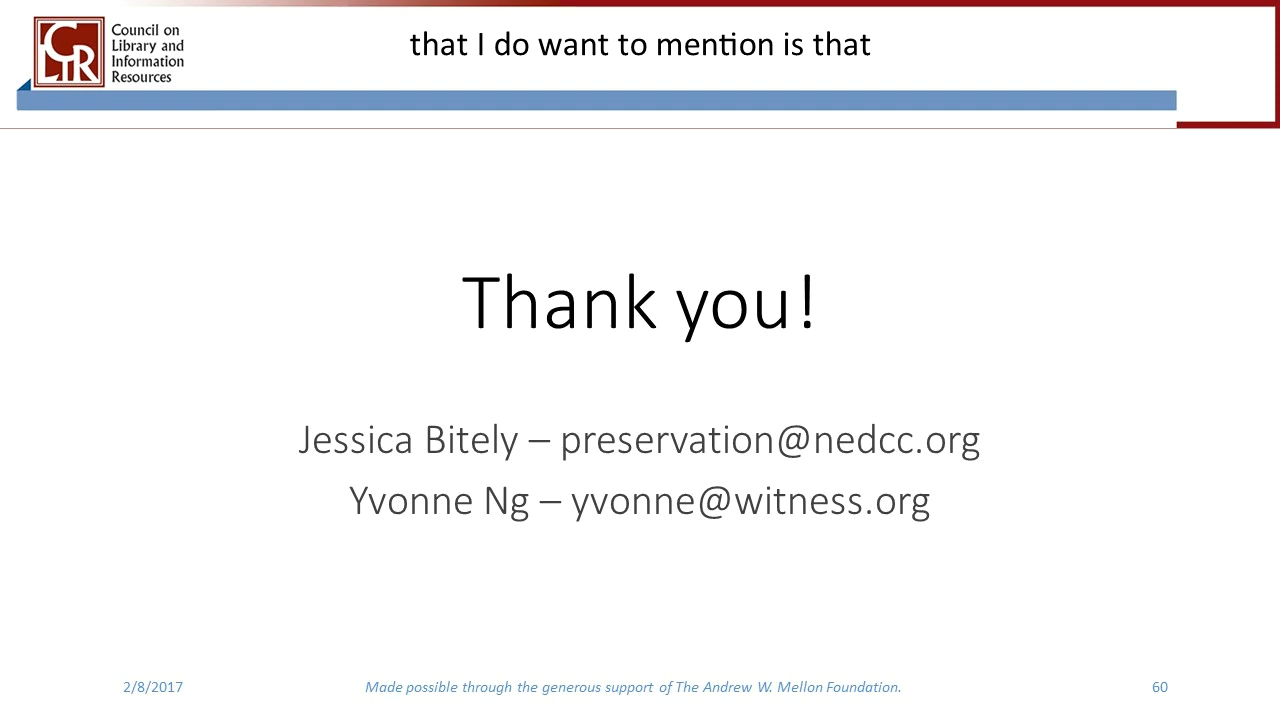 CLIR
Council on
Library and
Information
Resources
that I do want to mention is that
Thank you!
Jessica Bitely – preservation@nedcc.org
Yvonne Ng – yvonne@witness.org
2/8/2017
Made possible through the generous support of The Andrew W. Mellon Foundation.
60